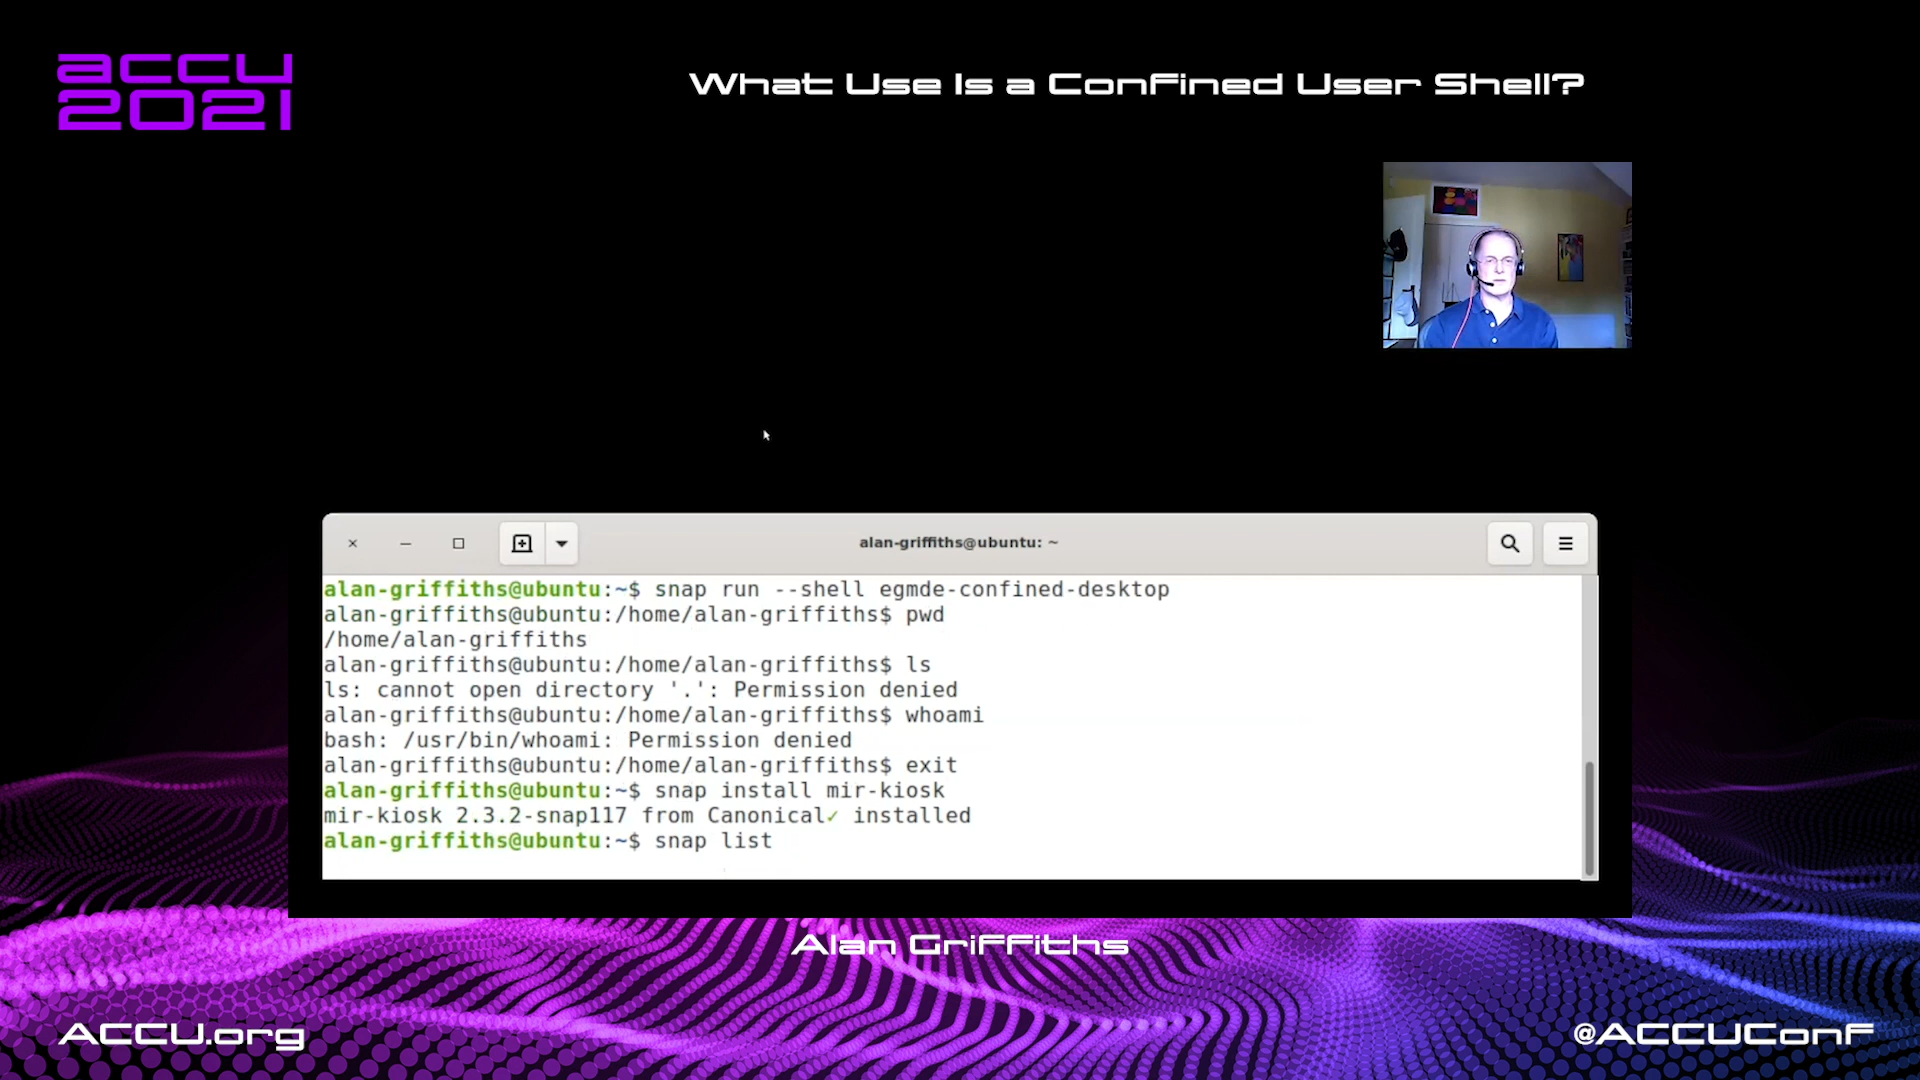 accu
2021
What Use Is a Confined User Shell?
alan-griffiths@ubuntu: ~
alan-griffiths@ubuntu:~$ snap run --shell egmde-confined-desktop
alan-griffiths@ubuntu:/home/alan-griffiths$ pwd
/home/alan-griffiths
alan-griffiths@ubuntu:/home/alan-griffiths$ ls
ls: cannot open directory '.': Permission denied
alan-griffiths@ubuntu:/home/alan-griffiths$ whoami
bash: /usr/bin/whoami: Permission denied
alan-griffiths@ubuntu:/home/alan-griffiths$ exit
alan-griffiths@ubuntu:~$ snap install mir-kiosk
mir-kiosk 2.3.2-snap117 from Canonical✓ installed
alan-griffiths@ubuntu:~$ snap list
Alan Griffiths
ACCU.org
@ACCUConf